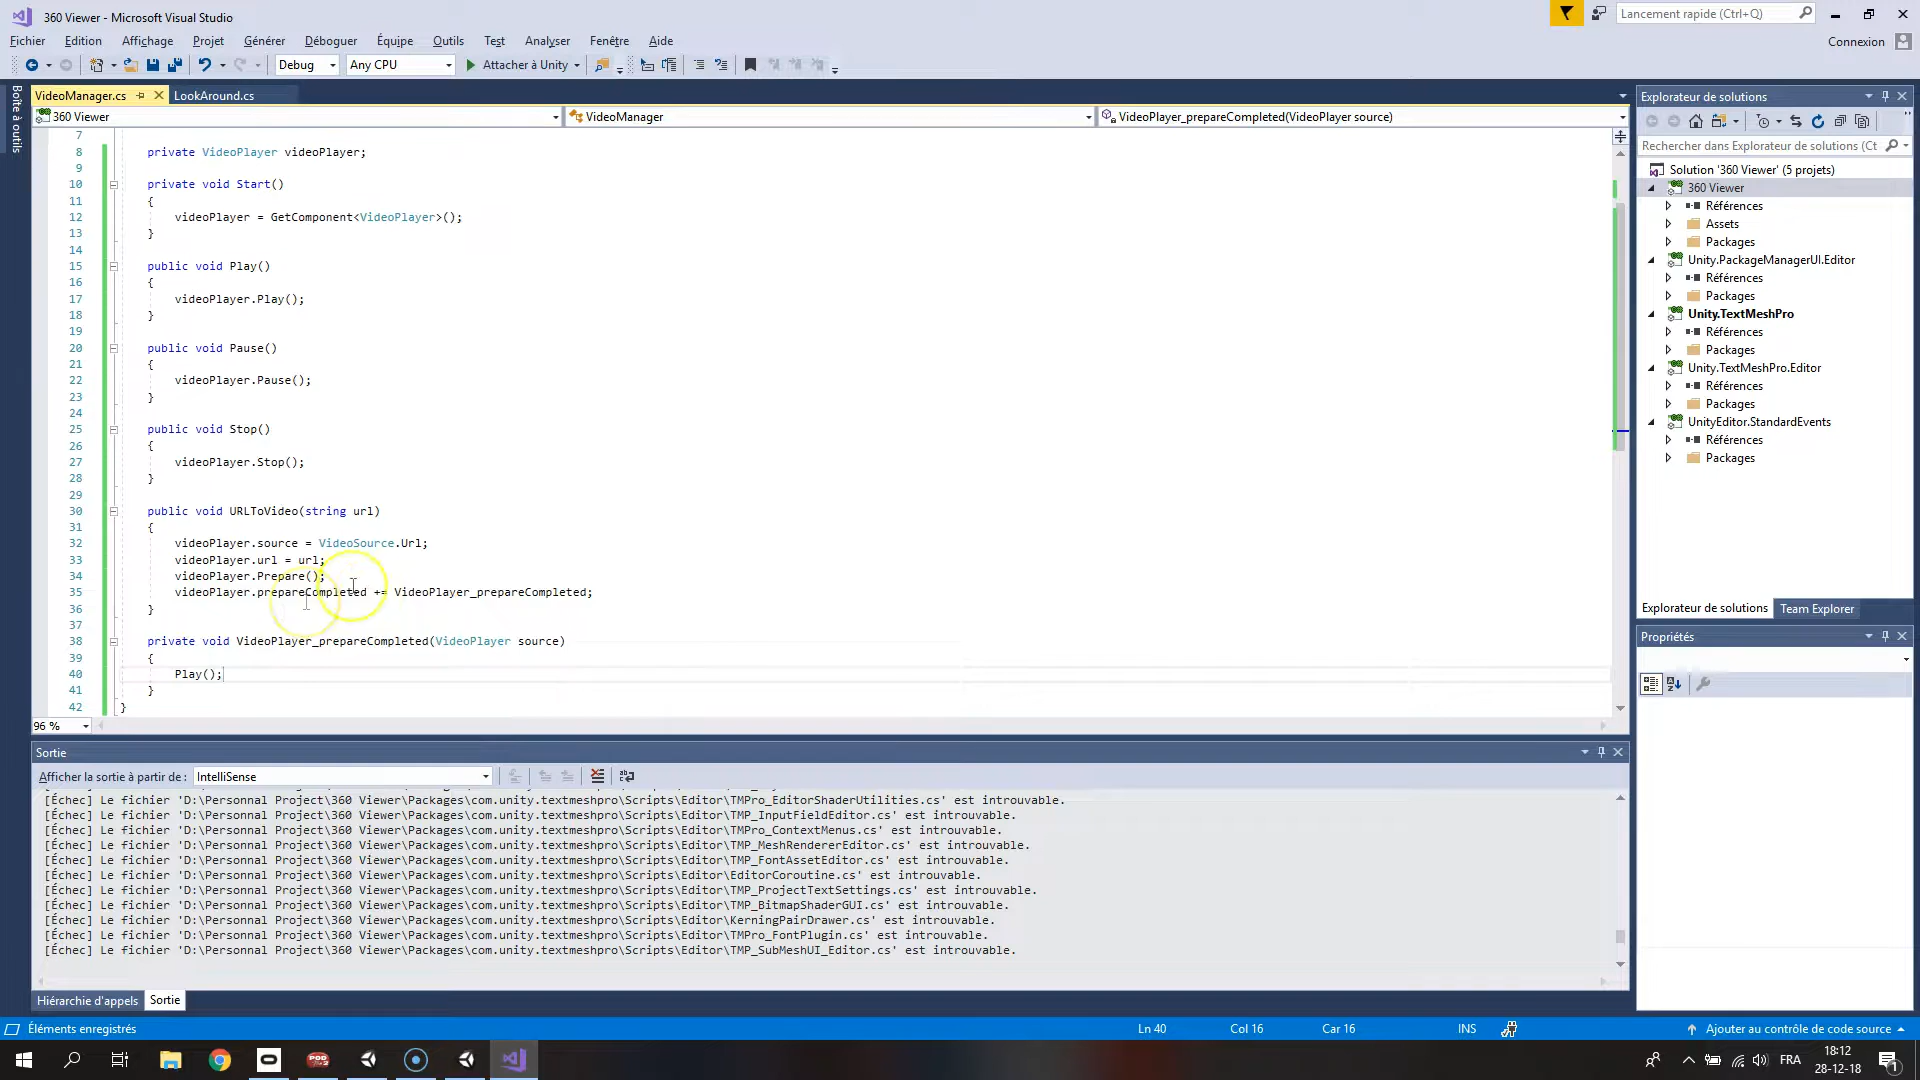 360 Viewer - Microsoft Visual Studio
Lancement rapide (Ctrl+Q)
Fichier Edition Affichage Projet Générer Déboguer Équipe Outils Test Analyser Fenêtre Aide
Connexion
Debug Any CPU Attacher à Unity
Boîte à outils
VideoManager.cs LookAround.cs
360 Viewer VideoManager VideoPlayer_prepareCompleted(VideoPlayer source)
7
8 private VideoPlayer videoPlayer;
9
10 private void Start()
11 {
12 videoPlayer = GetComponent<VideoPlayer>();
13 }
14
15 public void Play()
16 {
17 videoPlayer.Play();
18 }
19
20 public void Pause()
21 {
22 videoPlayer.Pause();
23 }
24
25 public void Stop()
26 {
27 videoPlayer.Stop();
28 }
29
30 public void URLToVideo(string url)
31 {
32 videoPlayer.source = VideoSource.Url;
33 videoPlayer.url = url;
34 videoPlayer.Prepare();
35 videoPlayer.prepareCompleted += VideoPlayer_prepareCompleted;
36 }
37
38 private void VideoPlayer_prepareCompleted(VideoPlayer source)
39 {
40 Play();
41 }
42 }
96 %
Explorateur de solutions
Rechercher dans Explorateur de solutions (Ct
Solution '360 Viewer' (5 projets)
360 Viewer
Références
Assets
Packages
Unity.PackageManagerUI.Editor
Références
Packages
Unity.TextMeshPro
Références
Packages
Unity.TextMeshPro.Editor
Références
Packages
UnityEditor.StandardEvents
Références
Packages
Explorateur de solutions Team Explorer
Propriétés
Sortie
Afficher la sortie à partir de : IntelliSense
[Échec] Le fichier 'D:\Personnal Project\360 Viewer\Packages\com.unity.textmeshpro\Scripts\Editor\TMPro_EditorShaderUtilities.cs' est introuvable.
[Échec] Le fichier 'D:\Personnal Project\360 Viewer\Packages\com.unity.textmeshpro\Scripts\Editor\TMP_InputFieldEditor.cs' est introuvable.
[Échec] Le fichier 'D:\Personnal Project\360 Viewer\Packages\com.unity.textmeshpro\Scripts\Editor\TMPro_ContextMenus.cs' est introuvable.
[Échec] Le fichier 'D:\Personnal Project\360 Viewer\Packages\com.unity.textmeshpro\Scripts\Editor\TMP_MeshRendererEditor.cs' est introuvable.
[Échec] Le fichier 'D:\Personnal Project\360 Viewer\Packages\com.unity.textmeshpro\Scripts\Editor\TMP_FontAssetEditor.cs' est introuvable.
[Échec] Le fichier 'D:\Personnal Project\360 Viewer\Packages\com.unity.textmeshpro\Scripts\Editor\EditorCoroutine.cs' est introuvable.
[Échec] Le fichier 'D:\Personnal Project\360 Viewer\Packages\com.unity.textmeshpro\Scripts\Editor\TMP_ProjectTextSettings.cs' est introuvable.
[Échec] Le fichier 'D:\Personnal Project\360 Viewer\Packages\com.unity.textmeshpro\Scripts\Editor\TMP_BitmapShaderGUI.cs' est introuvable.
[Échec] Le fichier 'D:\Personnal Project\360 Viewer\Packages\com.unity.textmeshpro\Scripts\Editor\KerningPairDrawer.cs' est introuvable.
[Échec] Le fichier 'D:\Personnal Project\360 Viewer\Packages\com.unity.textmeshpro\Scripts\Editor\TMPro_FontPlugin.cs' est introuvable.
[Échec] Le fichier 'D:\Personnal Project\360 Viewer\Packages\com.unity.textmeshpro\Scripts\Editor\TMP_SubMeshUI_Editor.cs' est introuvable.
Hiérarchie d'appels Sortie
Éléments enregistrés Ln 40 Col 16 Car 16 INS Ajouter au contrôle de code source
FRA 18:12
28-12-18